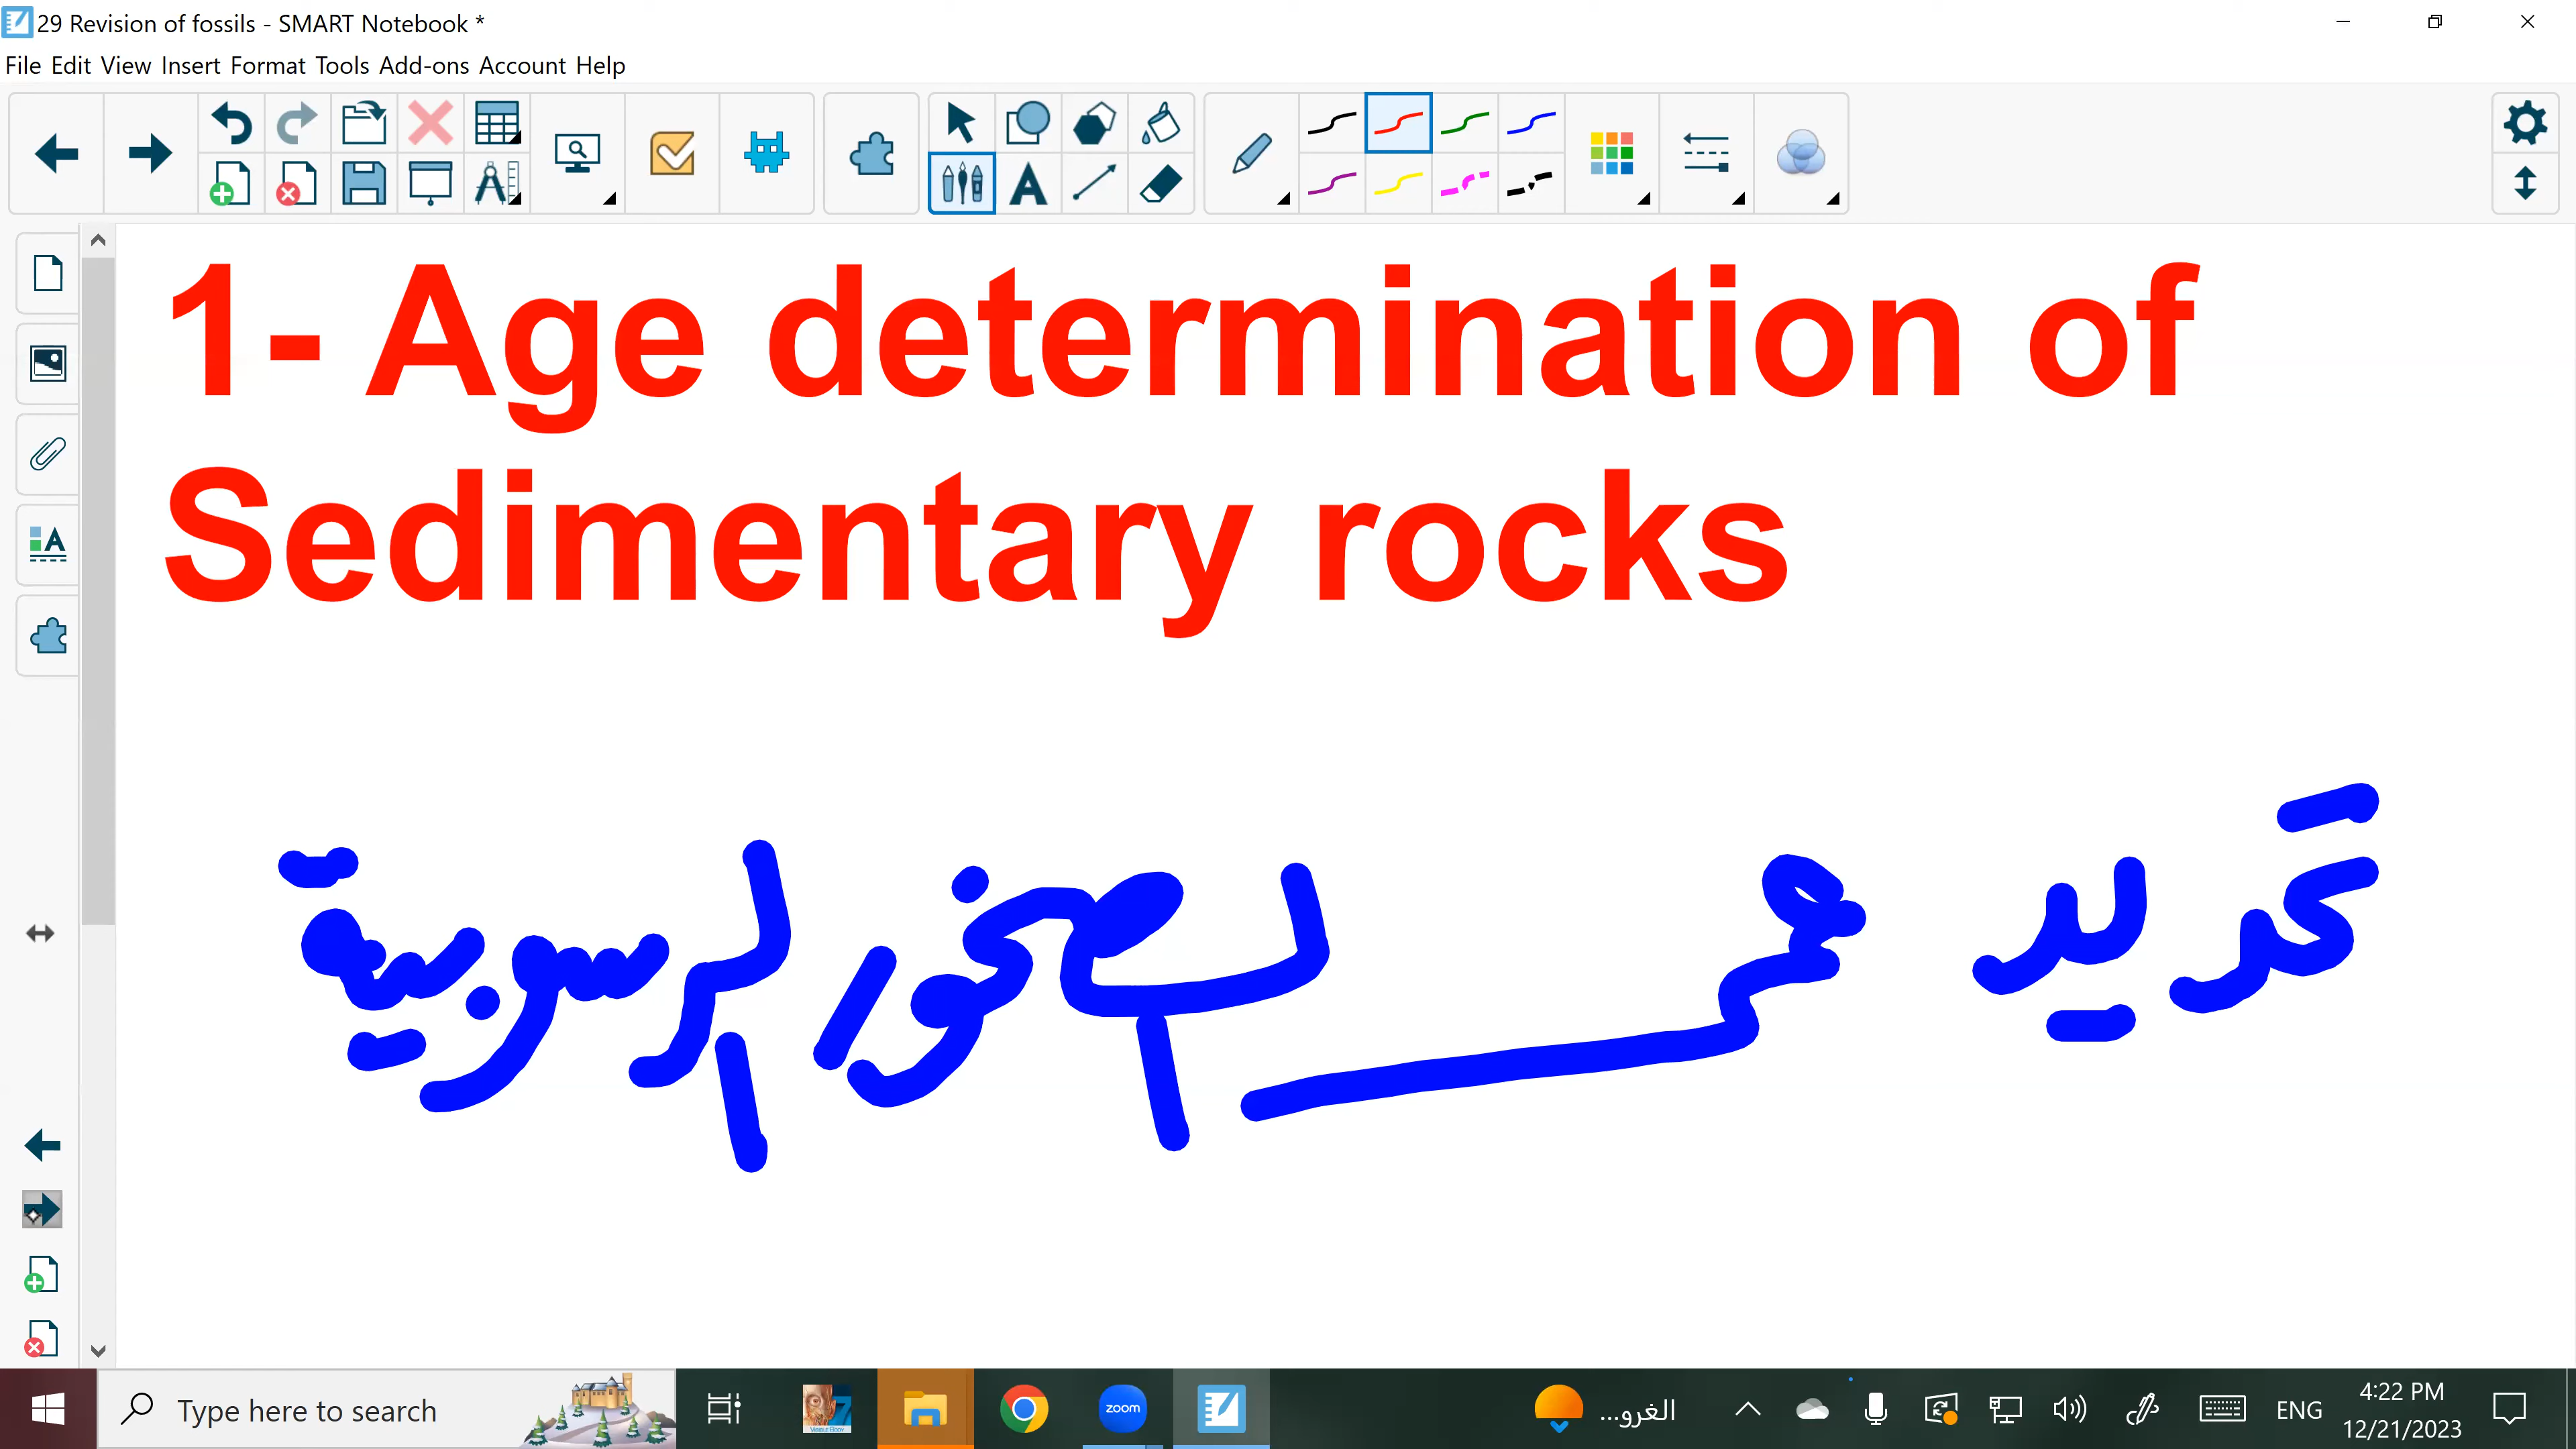 29 Revision of fossils - SMART Notebook *
File Edit View Insert Format Tools Add-ons Account Help
1- Age determination of
Sedimentary rocks
تحديد عمر الصخور الرسوبية
Type here to search
zoom
الغرو...
ENG
4:22 PM
12/21/2023